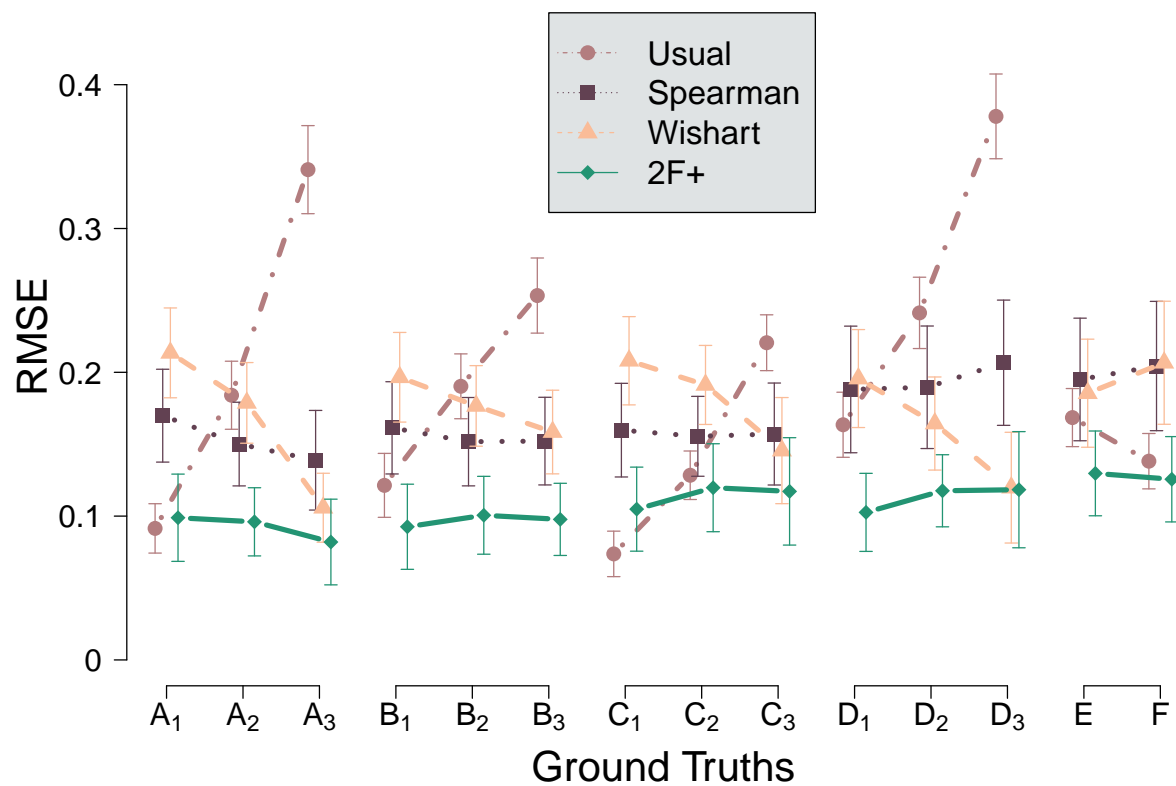 Usual
Spearman
Wishart
2F+
0.4
0.3
0.2
0.1
0
RMSE
A1 A2 A3 B1 B2 B3 C1 C2 C3 D1 D2 D3 E F
Ground Truths